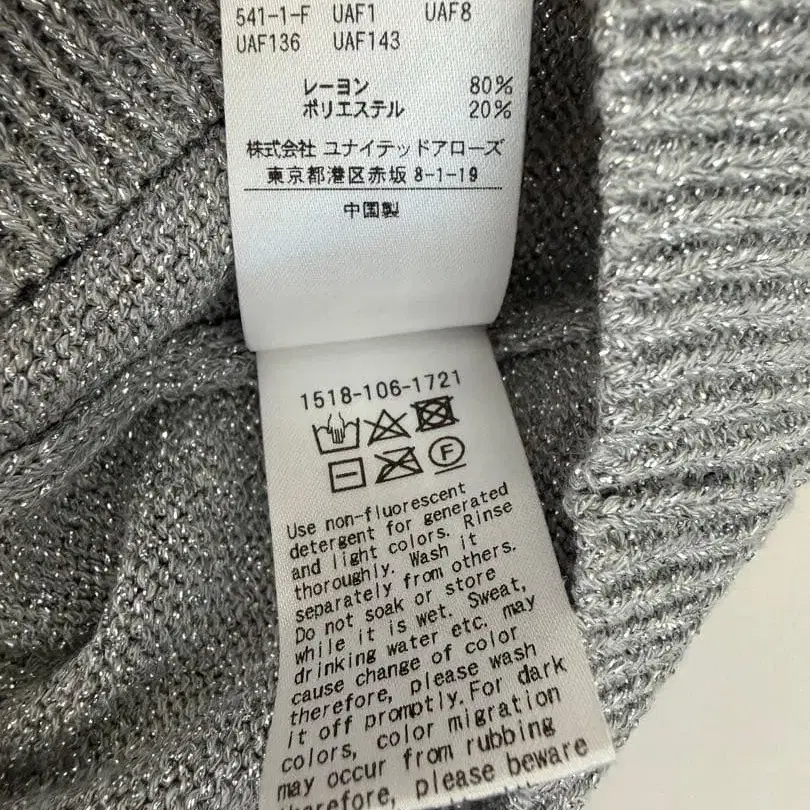 541-1-F UAF1 UAF8
UAF136 UAF143
レーヨン 80%
ポリエステル 20%
株式会社 ユナイテッドアローズ
東京都港区赤坂 8-1-19
中国製
1518-106-1721
F
Use non-fluorescent
detergent for generated
and light colors. Rinse
thoroughly. Wash it
separately from others.
Do not soak or store
while it is wet. Sweat,
drinking water etc. may
cause change of color
therefore, please wash
it off promptly.For dark
colors, color migration
may occur from rubbing
therefore, please beware